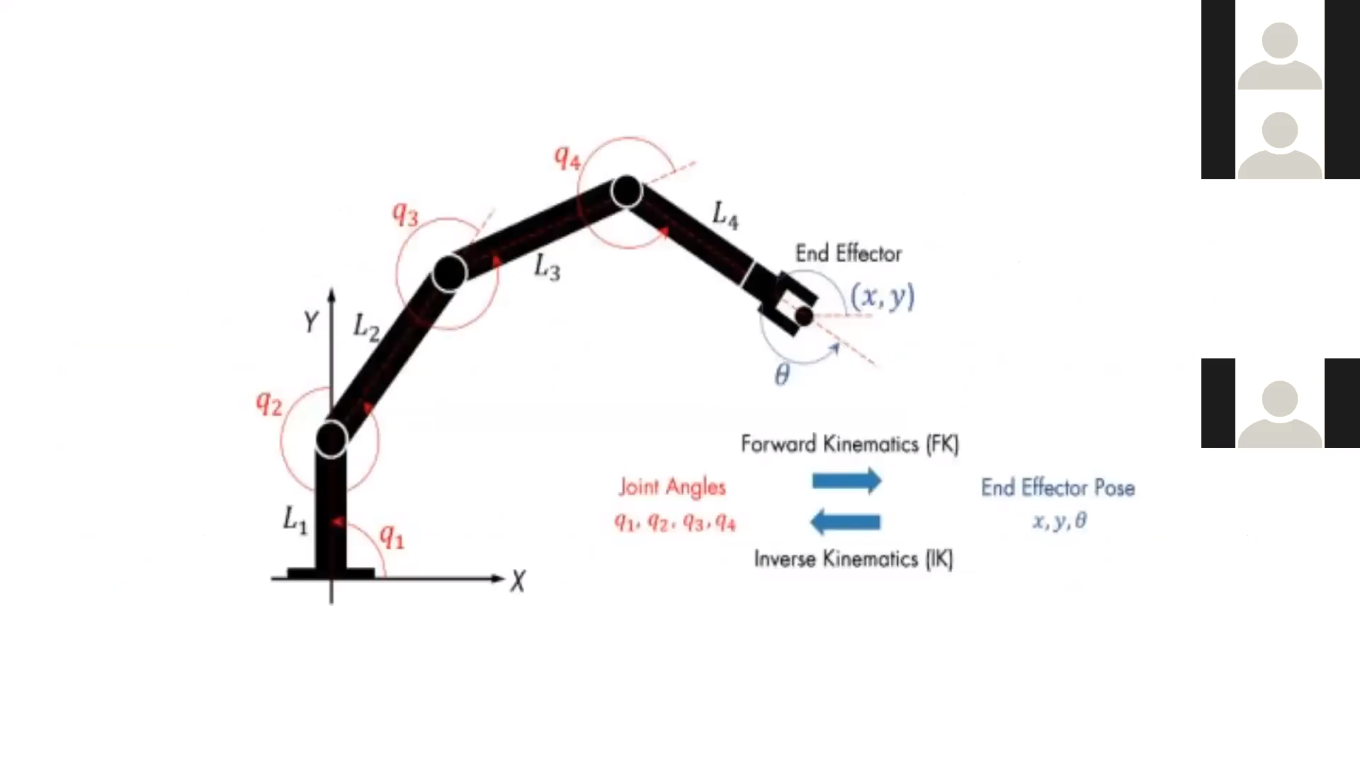 q4
q3
L4
End Effector
L3
(x, y)
Y
L2
θ
q2
Forward Kinematics (FK)
Joint Angles
End Effector Pose
q1, q2, q3, q4
x, y, θ
L1
q1
Inverse Kinematics (IK)
X